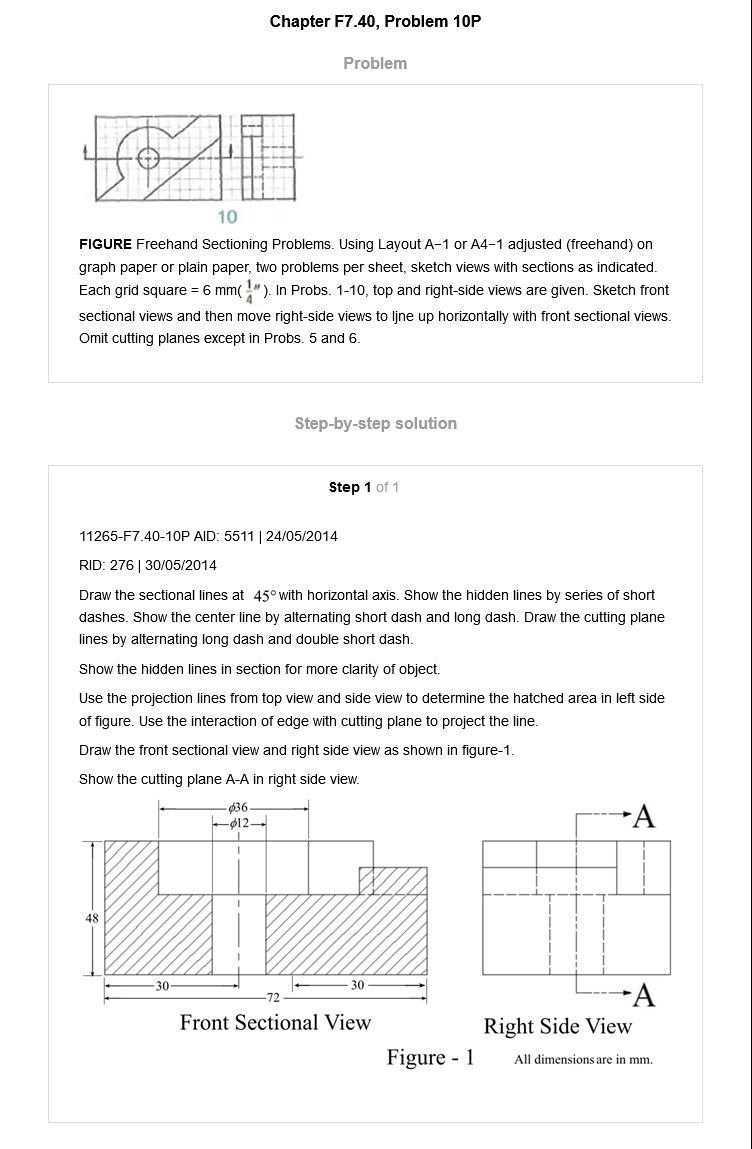 Chapter F7.40, Problem 10P
Problem
10
FIGURE Freehand Sectioning Problems. Using Layout A−1 or A4−1 adjusted (freehand) on
graph paper or plain paper, two problems per sheet, sketch views with sections as indicated.
Each grid square = 6 mm(1/4″). In Probs. 1-10, top and right-side views are given. Sketch front
sectional views and then move right-side views to ljne up horizontally with front sectional views.
Omit cutting planes except in Probs. 5 and 6.
Step-by-step solution
Step 1 of 1
11265-F7.40-10P AID: 5511 | 24/05/2014
RID: 276 | 30/05/2014
Draw the sectional lines at 45° with horizontal axis. Show the hidden lines by series of short
dashes. Show the center line by alternating short dash and long dash. Draw the cutting plane
lines by alternating long dash and double short dash.
Show the hidden lines in section for more clarity of object.
Use the projection lines from top view and side view to determine the hatched area in left side
of figure. Use the interaction of edge with cutting plane to project the line.
Draw the front sectional view and right side view as shown in figure-1.
Show the cutting plane A-A in right side view.
ϕ36
ϕ12
A
48
30
30
72
A
Front Sectional View
Right Side View
Figure - 1
All dimensions are in mm.